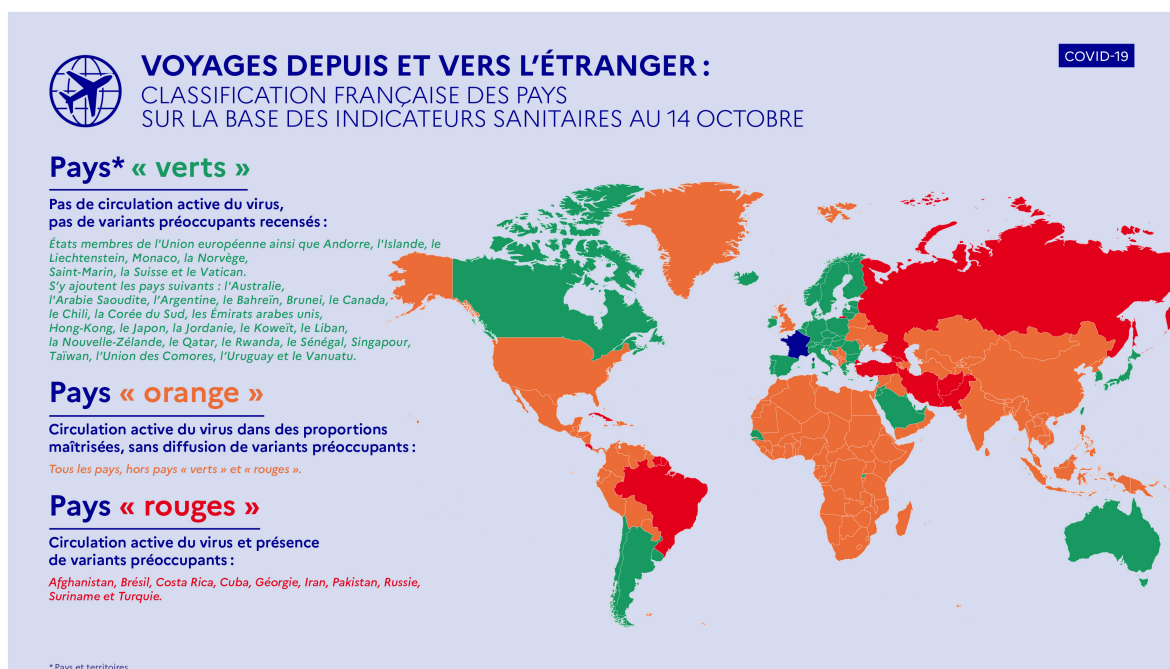 COVID-19
VOYAGES DEPUIS ET VERS L'ÉTRANGER :
CLASSIFICATION FRANÇAISE DES PAYS
SUR LA BASE DES INDICATEURS SANITAIRES AU 14 OCTOBRE
Pays* « verts »
Pas de circulation active du virus,
pas de variants préoccupants recensés :
États membres de l'Union européenne ainsi que Andorre, l'Islande, le
Liechtenstein, Monaco, la Norvège,
Saint-Marin, la Suisse et le Vatican.
S'y ajoutent les pays suivants : l'Australie,
l'Arabie Saoudite, l'Argentine, le Bahreïn, Brunei, le Canada,
le Chili, la Corée du Sud, les Émirats arabes unis,
Hong-Kong, le Japon, la Jordanie, le Koweït, le Liban,
la Nouvelle-Zélande, le Qatar, le Rwanda, le Sénégal, Singapour,
Taïwan, l'Union des Comores, l'Uruguay et le Vanuatu.
Pays « orange »
Circulation active du virus dans des proportions
maîtrisées, sans diffusion de variants préoccupants :
Tous les pays, hors pays « verts » et « rouges ».
Pays « rouges »
Circulation active du virus et présence
de variants préoccupants :
Afghanistan, Brésil, Costa Rica, Cuba, Géorgie, Iran, Pakistan, Russie,
Suriname et Turquie.
* Pays et territoires